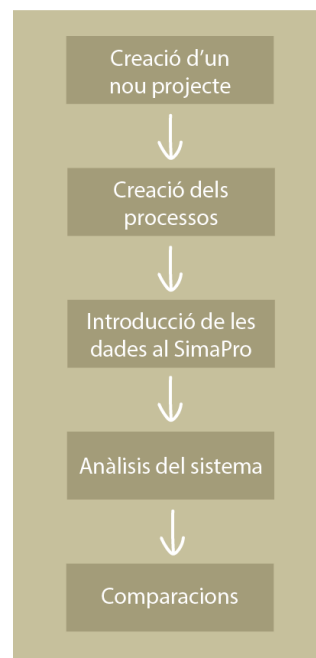 Creació d’un
nou projecte
Creació dels
processos
Introducció de les
dades al SimaPro
Anàlisis del sistema
Comparacions